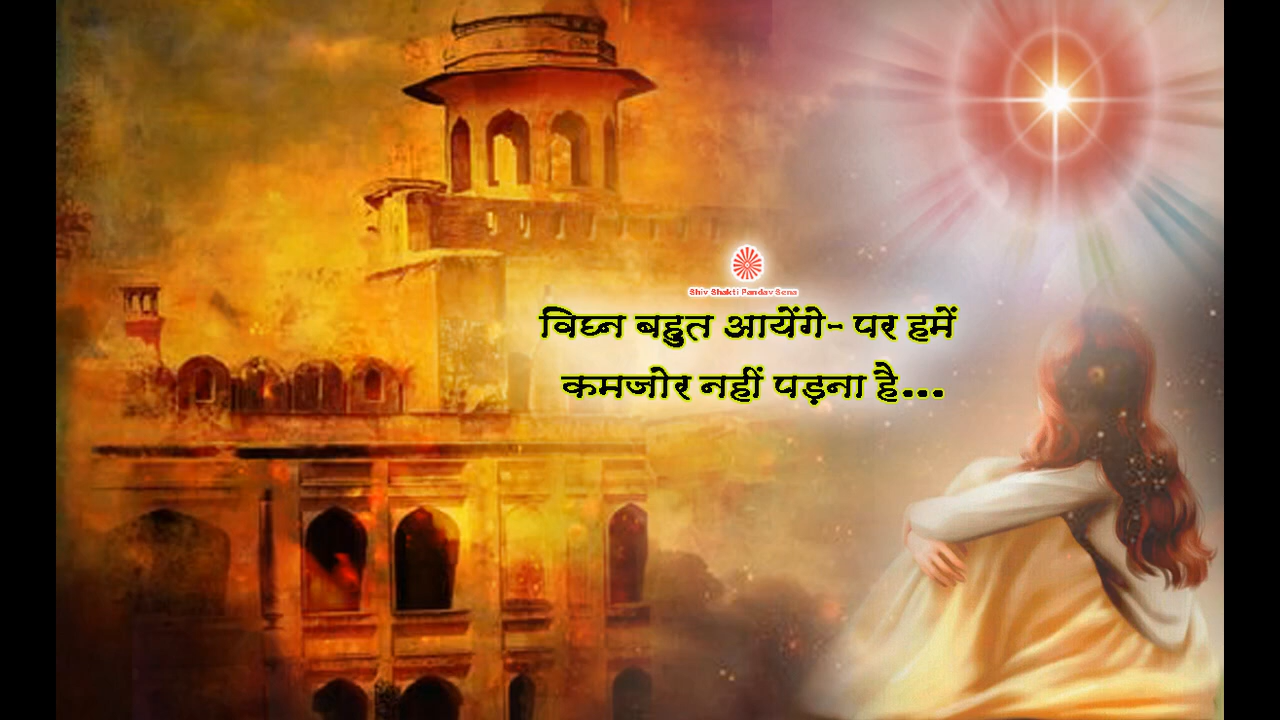 Shiv Shakti Pandav Sena
विघ्न बहुत आयेंगे- पर हमें
कमजोर नहीं पड़ना है...